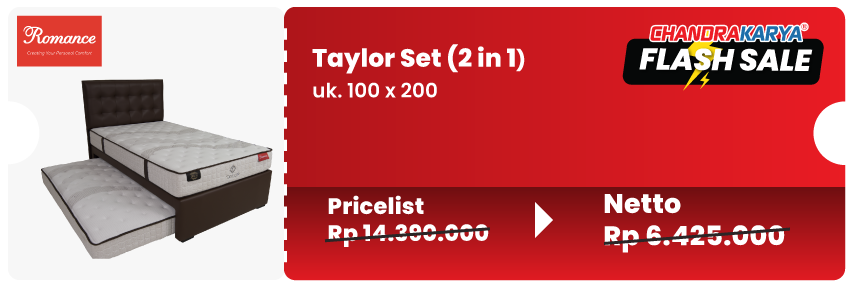 Romance
Creating Your Personal Comfort
Taylor Set (2 in 1)
uk. 100 x 200
CHANDRAKARYA®
FLASH SALE
Pricelist
Rp 14.390.000
Netto
Rp 6.425.000
Romance